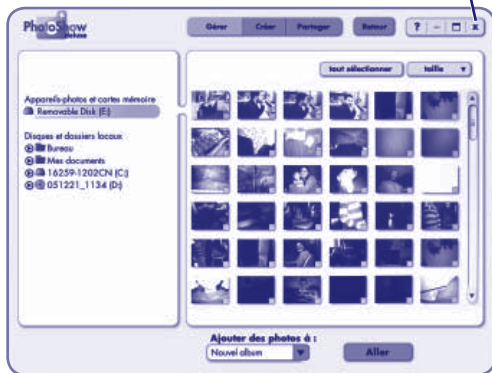 PhotoShow
deluxe
Gérer Créer Partager Retour ? – x
tout sélectionner taille
Appareils-photos et cartes mémoire
Removable Disk (E:)
Disques et dossiers locaux
Bureau
Mes documents
16259-1202CN (C:)
051221_1134 (D:)
Ajouter des photos à :
Nouvel album
Aller